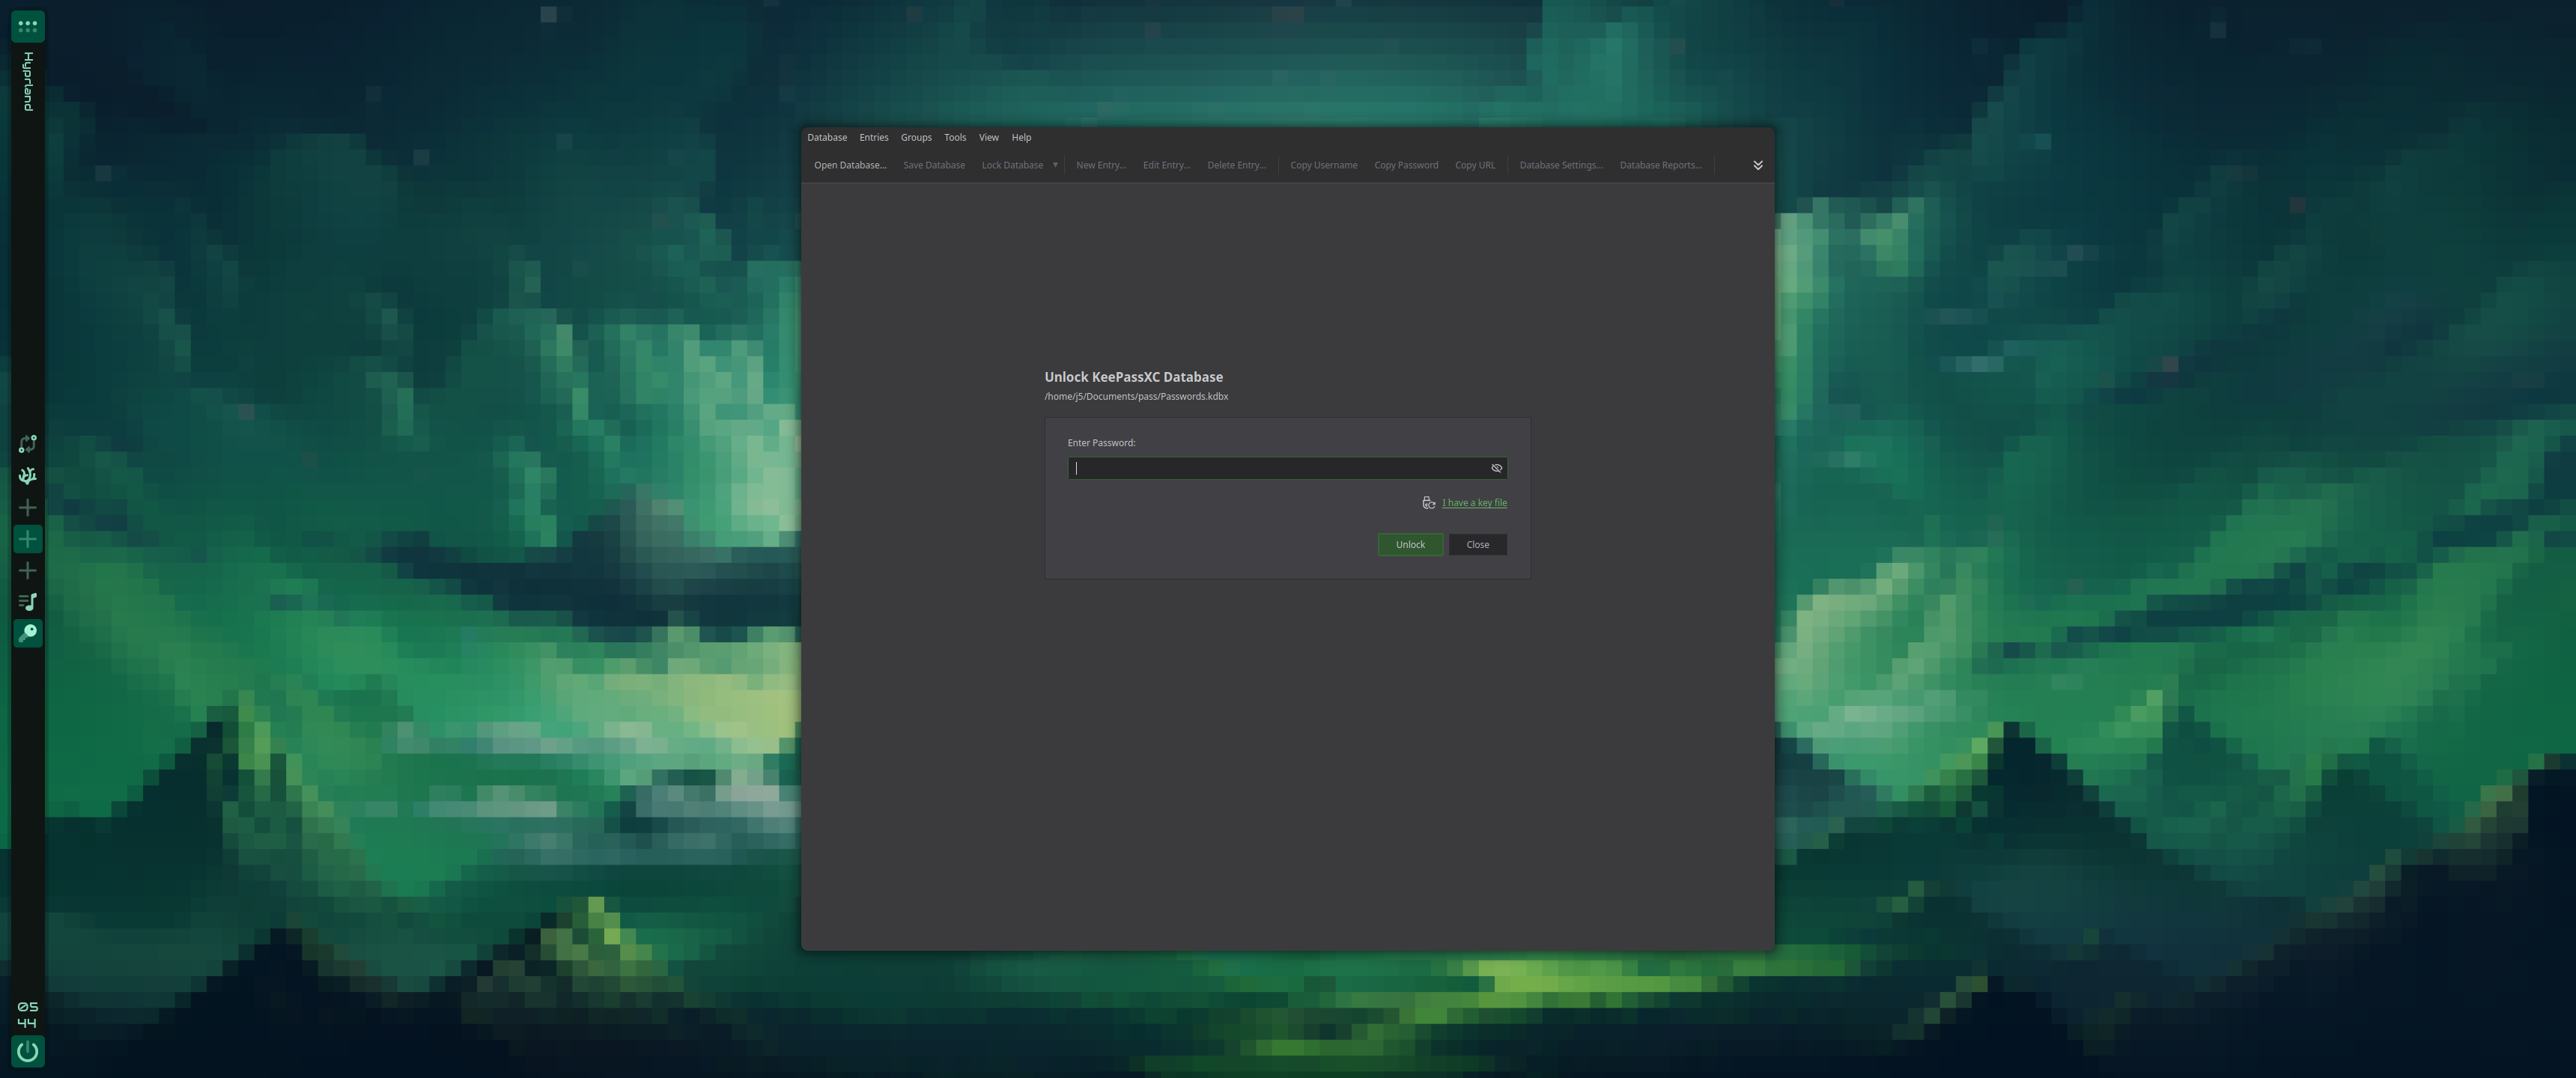 Hyprland
Database Entries Groups Tools View Help
Open Database... Save Database Lock Database New Entry... Edit Entry... Delete Entry... Copy Username Copy Password Copy URL Database Settings... Database Reports...
Unlock KeePassXC Database
/home/j5/Documents/pass/Passwords.kdbx
Enter Password:
I have a key file
Unlock Close
05
44